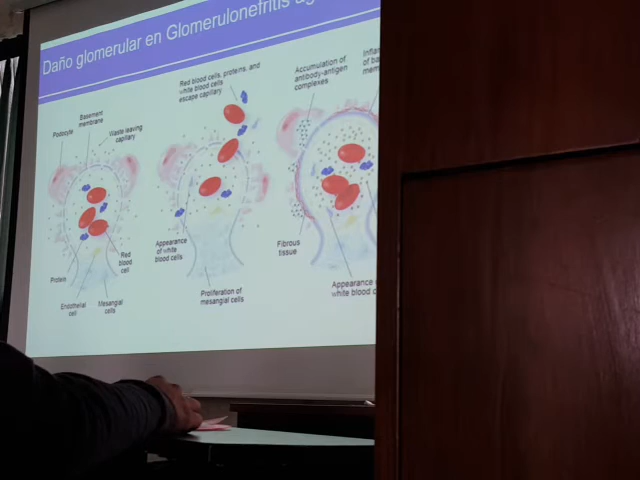 Daño glomerular en Glomerulonefritis
Podocyte
Basement
membrane
Waste leaving
capillary
Protein
Endothelial
cell
Mesangial
cells
Red
blood
cell
Red blood cells, proteins, and
white blood cells
escape capillary
Appearance
of white
blood cells
Proliferation of
mesangial cells
Accumulation of
antibody-antigen
complexes
Fibrous
tissue
of
Appearance
white blood